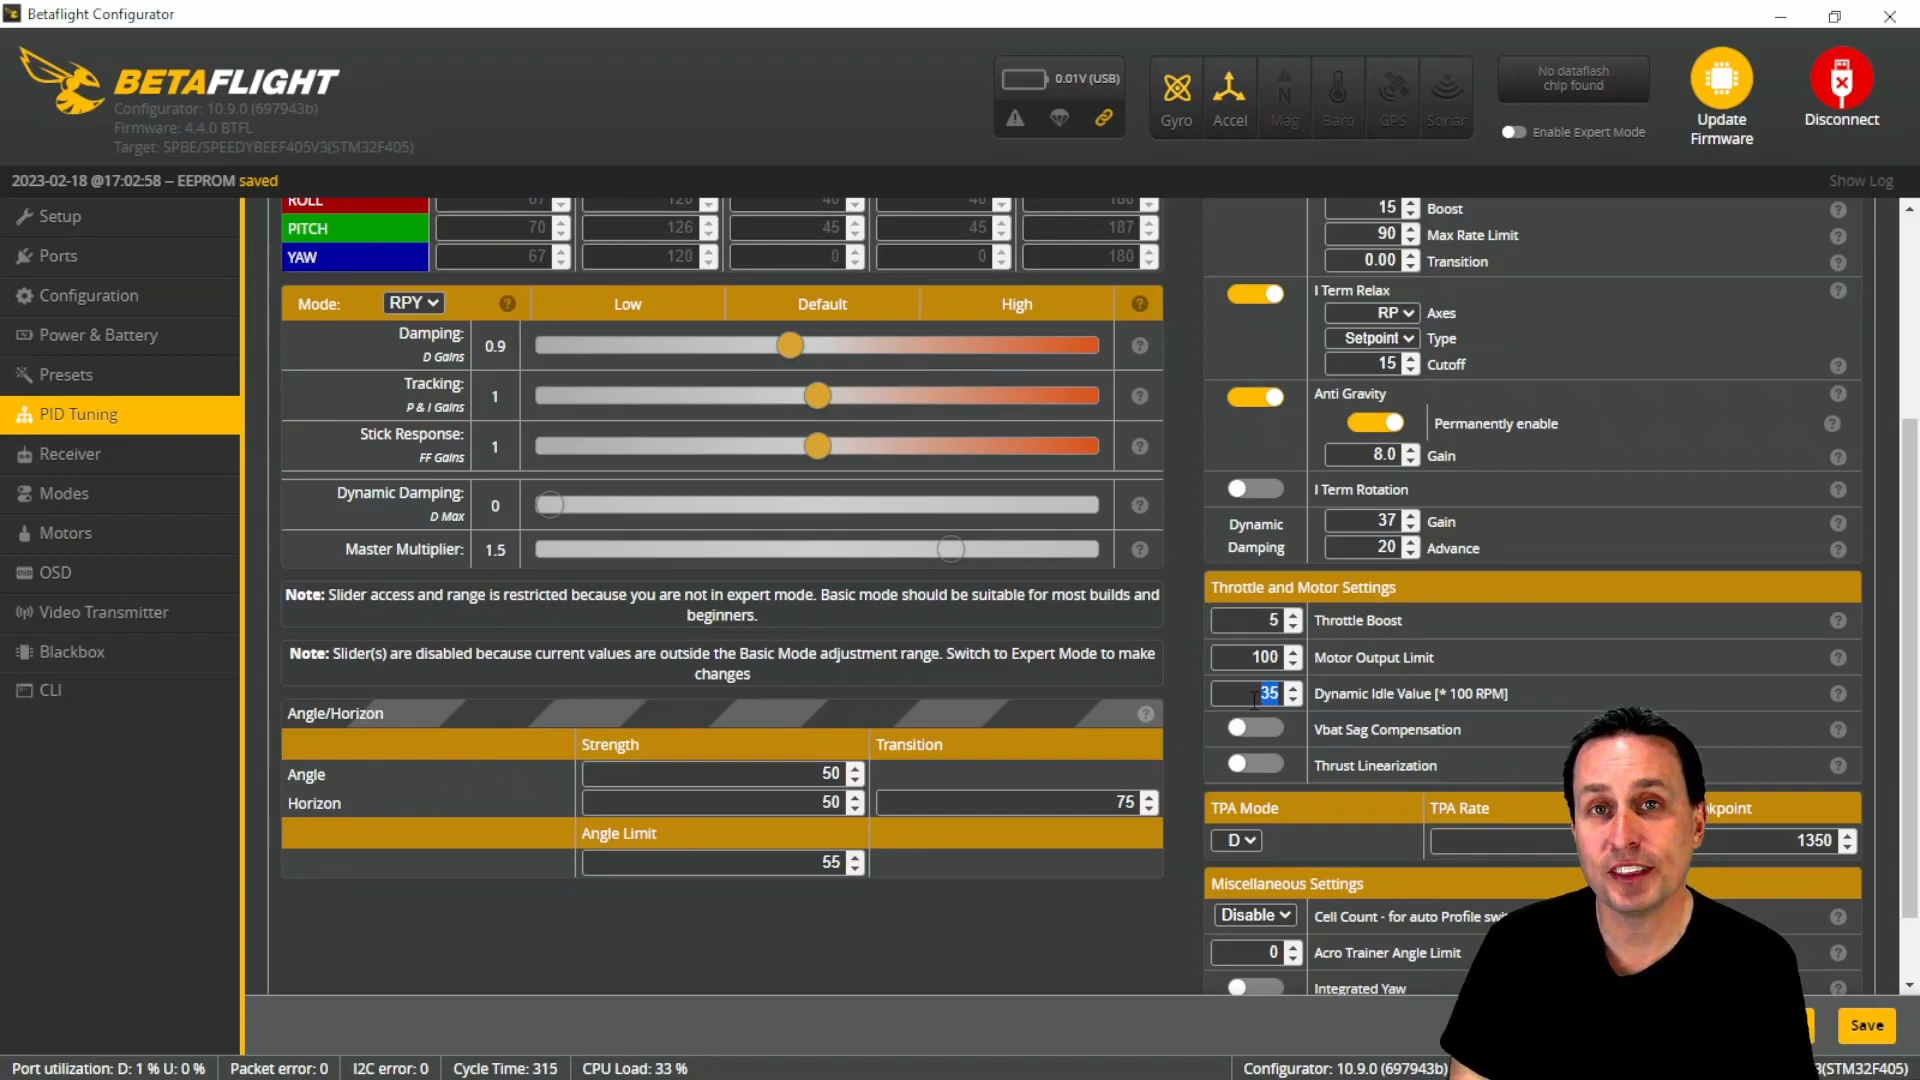 Betaflight Configurator
BETAFLIGHT
Configurator: 10.9.0 (697943b)
Firmware: 4.4.0 BTFL
Target: SPBE/SPEEDYBEEF405V3(STM32F405)
0.01V (USB)
Gyro
Accel
Mag
Baro
GPS
Sonar
No dataflash
chip found
Enable Expert Mode
Update
Firmware
Disconnect
2023-02-18 @17:02:58 -- EEPROM saved
Show Log
Setup
Ports
Configuration
Power & Battery
Presets
PID Tuning
Receiver
Modes
Motors
OSD
Video Transmitter
Blackbox
CLI
ROLL 67 120 40 40 180
PITCH 70 126 45 45 187
YAW 67 120 0 0 180
Mode: RPY Low Default High
Damping:
D Gains
0.9
Tracking:
P & I Gains
1
Stick Response:
FF Gains
1
Dynamic Damping:
D Max
0
Master Multiplier: 1.5
Note: Slider access and range is restricted because you are not in expert mode. Basic mode should be suitable for most builds and
beginners.
Note: Slider(s) are disabled because current values are outside the Basic Mode adjustment range. Switch to Expert Mode to make
changes
Angle/Horizon
Strength Transition
Angle 50
Horizon 50 75
Angle Limit
55
15 Boost
90 Max Rate Limit
0.00 Transition
I Term Relax
RP Axes
Setpoint Type
15 Cutoff
Anti Gravity
Permanently enable
8.0 Gain
I Term Rotation
Dynamic
Damping
37 Gain
20 Advance
Throttle and Motor Settings
5 Throttle Boost
100 Motor Output Limit
35 Dynamic Idle Value [* 100 RPM]
Vbat Sag Compensation
Thrust Linearization
TPA Mode TPA Rate kpoint
D 1350
Miscellaneous Settings
Disable Cell Count - for auto Profile swi
0 Acro Trainer Angle Limit
Integrated Yaw
Save
Port utilization: D: 1 % U: 0 %
Packet error: 0
I2C error: 0
Cycle Time: 315
CPU Load: 33 %
Configurator: 10.9.0 (697943b)
(STM32F405)